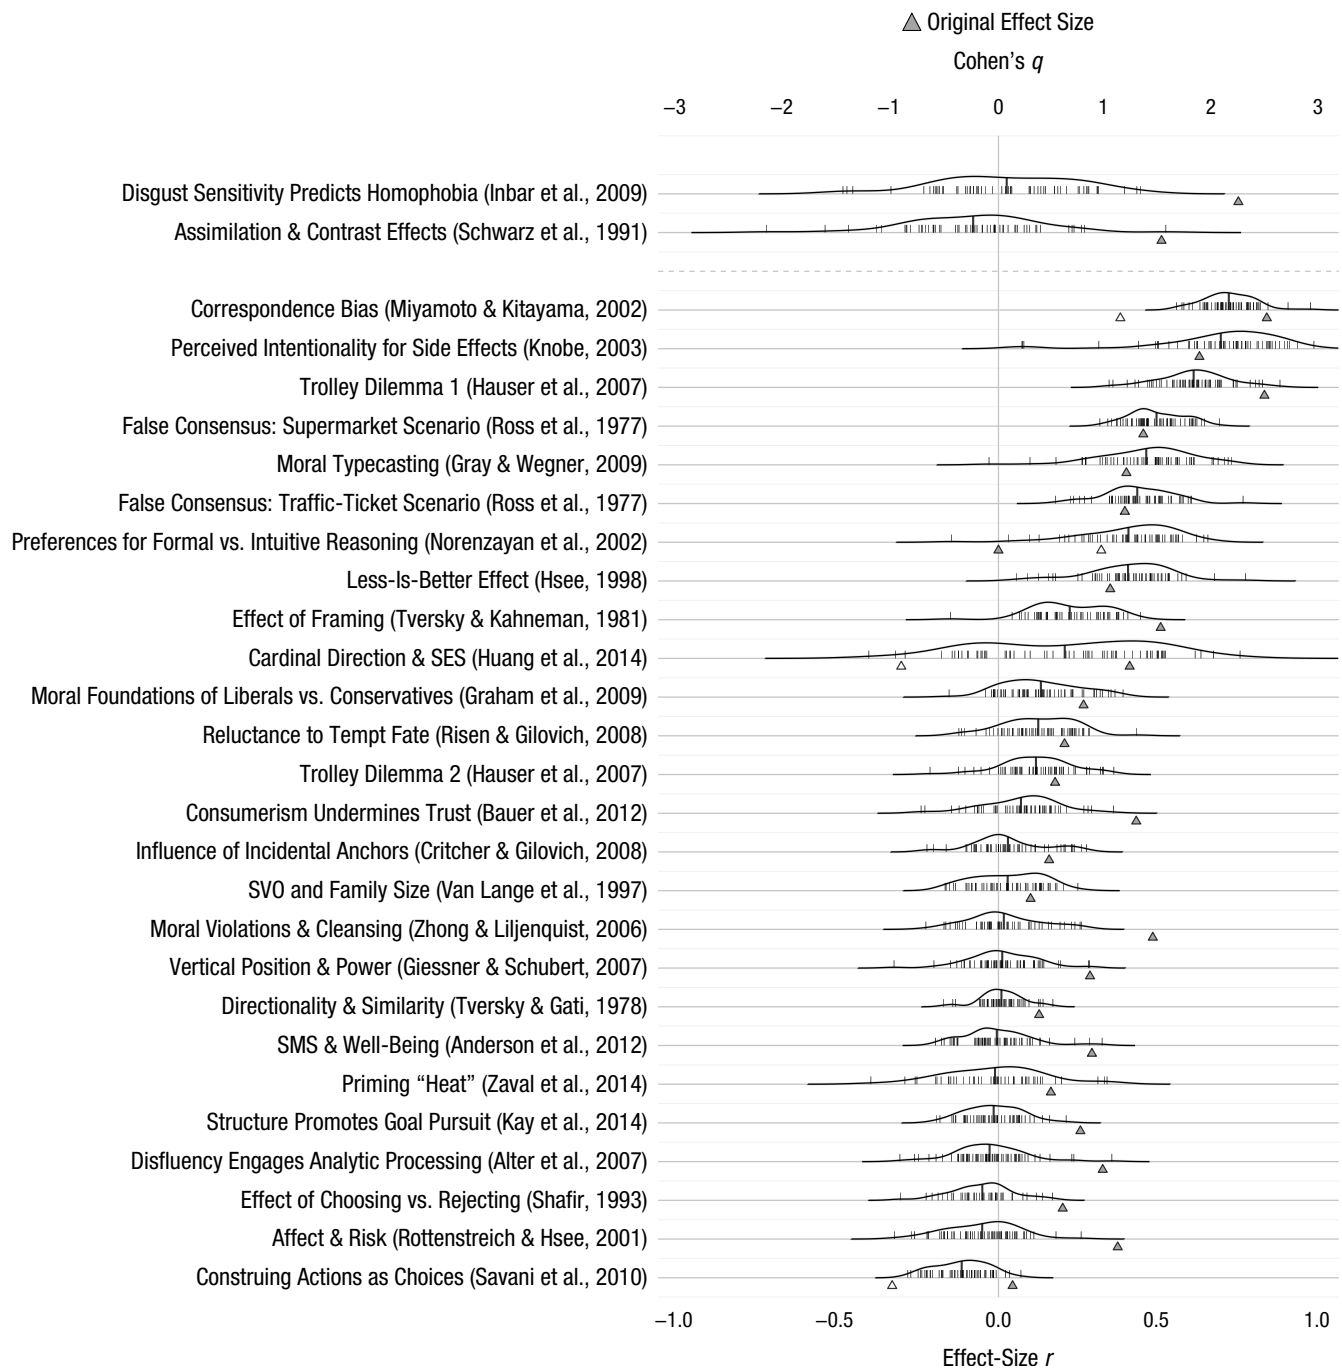 Original Effect Size
Cohen's q
–3 –2 –1 0 1 2 3
Disgust Sensitivity Predicts Homophobia (Inbar et al., 2009)
Assimilation & Contrast Effects (Schwarz et al., 1991)
Correspondence Bias (Miyamoto & Kitayama, 2002)
Perceived Intentionality for Side Effects (Knobe, 2003)
Trolley Dilemma 1 (Hauser et al., 2007)
False Consensus: Supermarket Scenario (Ross et al., 1977)
Moral Typecasting (Gray & Wegner, 2009)
False Consensus: Traffic-Ticket Scenario (Ross et al., 1977)
Preferences for Formal vs. Intuitive Reasoning (Norenzayan et al., 2002)
Less-Is-Better Effect (Hsee, 1998)
Effect of Framing (Tversky & Kahneman, 1981)
Cardinal Direction & SES (Huang et al., 2014)
Moral Foundations of Liberals vs. Conservatives (Graham et al., 2009)
Reluctance to Tempt Fate (Risen & Gilovich, 2008)
Trolley Dilemma 2 (Hauser et al., 2007)
Consumerism Undermines Trust (Bauer et al., 2012)
Influence of Incidental Anchors (Critcher & Gilovich, 2008)
SVO and Family Size (Van Lange et al., 1997)
Moral Violations & Cleansing (Zhong & Liljenquist, 2006)
Vertical Position & Power (Giessner & Schubert, 2007)
Directionality & Similarity (Tversky & Gati, 1978)
SMS & Well-Being (Anderson et al., 2012)
Priming “Heat” (Zaval et al., 2014)
Structure Promotes Goal Pursuit (Kay et al., 2014)
Disfluency Engages Analytic Processing (Alter et al., 2007)
Effect of Choosing vs. Rejecting (Shafir, 1993)
Affect & Risk (Rottenstreich & Hsee, 2001)
Construing Actions as Choices (Savani et al., 2010)
–1.0 –0.5 0.0 0.5 1.0
Effect-Size r